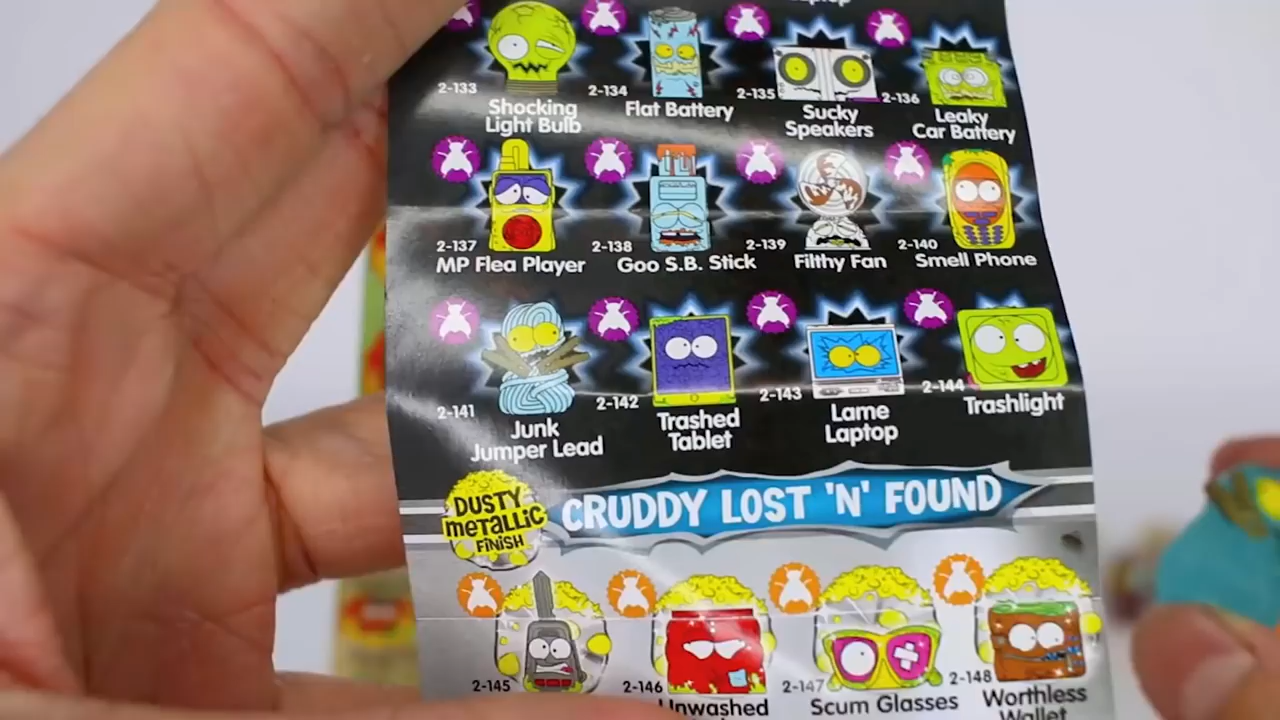 2-133
Shocking
Light Bulb
2-134
Flat Battery
2-135
Sucky
Speakers
2-136
Leaky
Car Battery
2-137
MP Flea Player
2-138
Goo S.B. Stick
2-139
Filthy Fan
2-140
Smell Phone
2-141
Junk
Jumper Lead
2-142
Trashed
Tablet
2-143
Lame
Laptop
2-144
Trashlight
DUSTY
METALLIC
FINISH
CRUDDY LOST 'N' FOUND
2-145
2-146
Unwashed
2-147
Scum Glasses
2-148
Worthless
Wallet